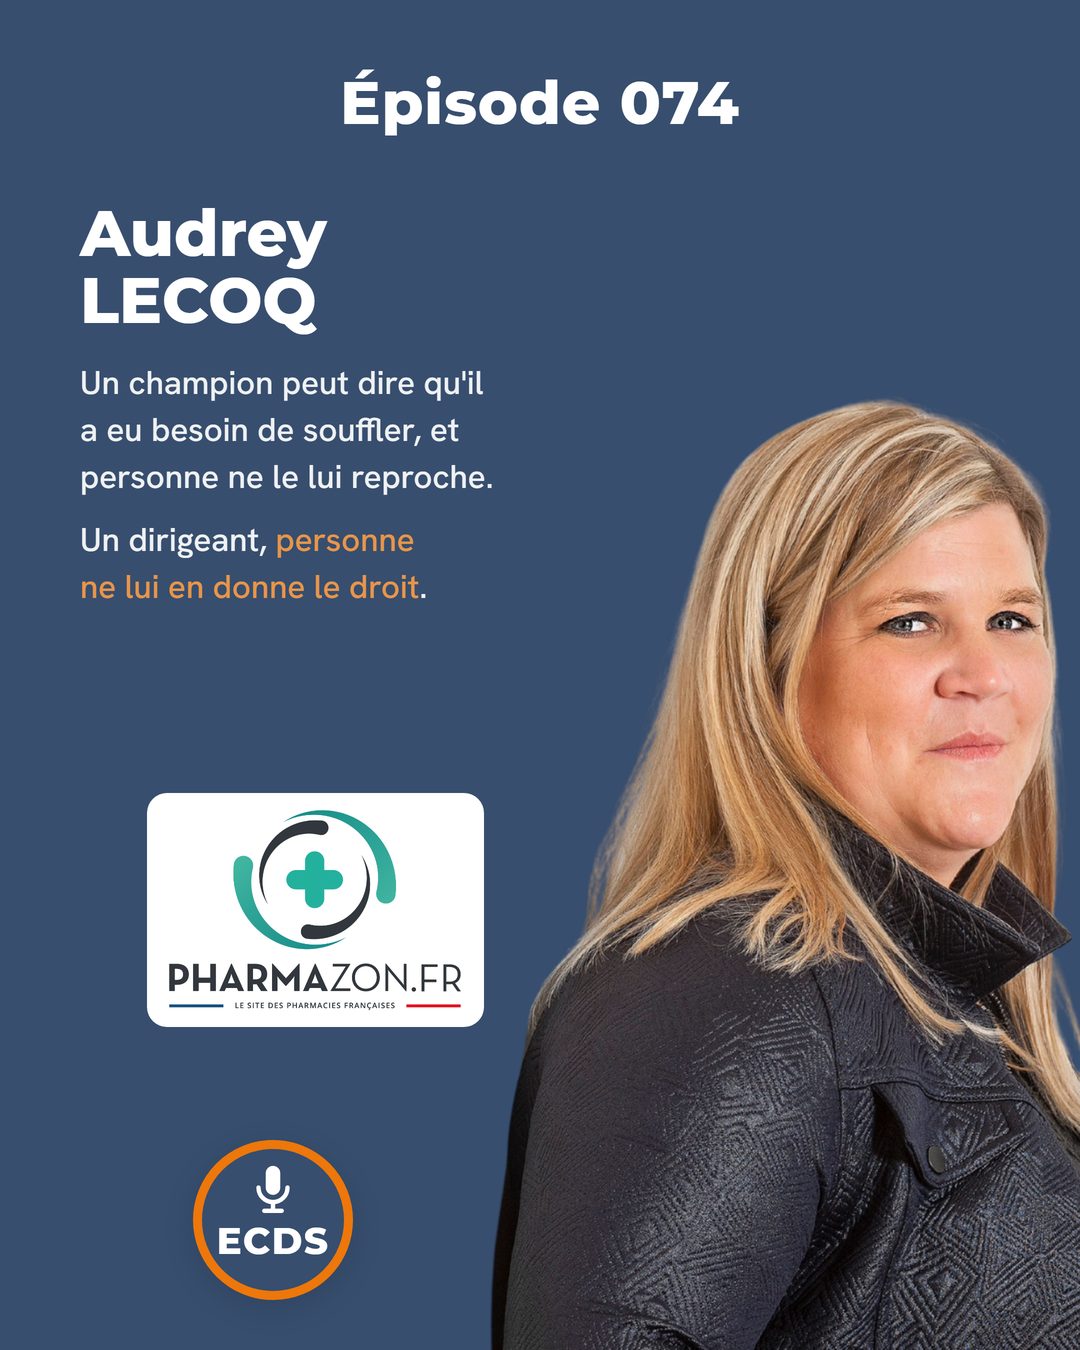 Épisode 074
Audrey
LECOQ
Un champion peut dire qu'il
a eu besoin de souffler, et
personne ne le lui reproche.
Un dirigeant, personne
ne lui en donne le droit.
PHARMAZON.FR
LE SITE DES PHARMACIES FRANÇAISES
ECDS